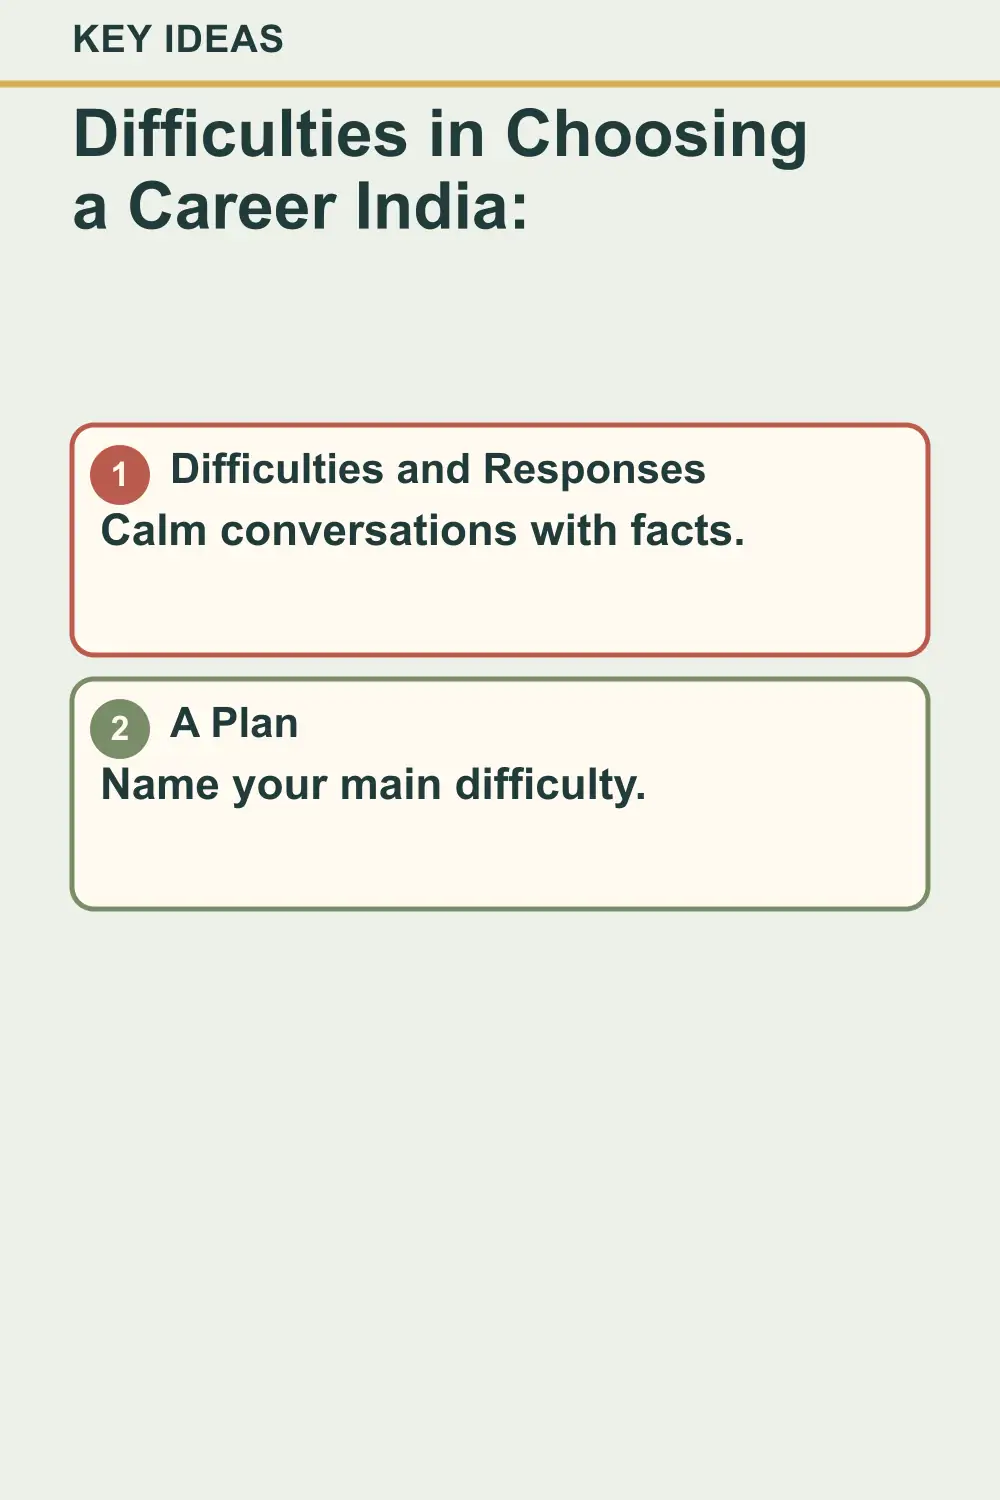 KEY IDEAS
Difficulties in Choosing
a Career India:
1 Difficulties and Responses
Calm conversations with facts.
2 A Plan
Name your main difficulty.